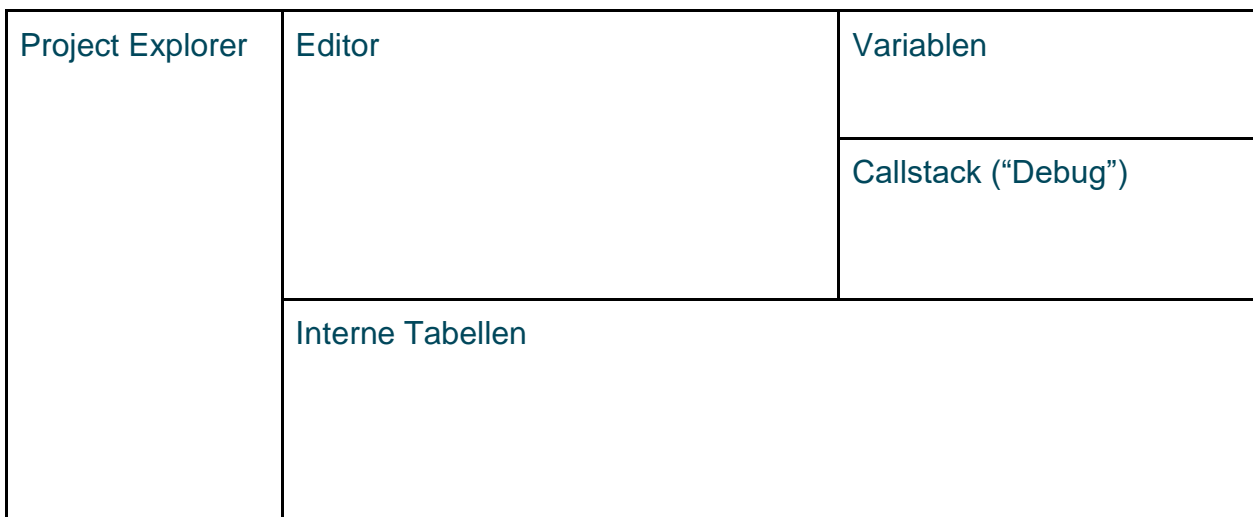 Project Explorer
Editor
Variablen
Callstack (“Debug”)
Interne Tabellen